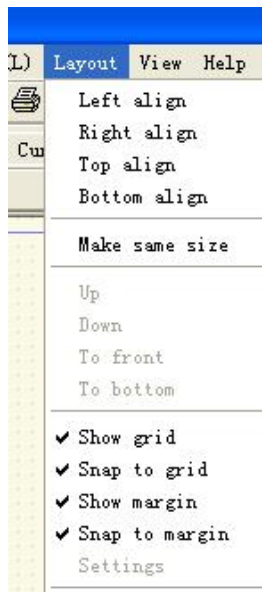 (L) Layout View Help
Cu
Left align
Right align
Top align
Bottom align
Make same size
Up
Down
To front
To bottom
Show grid
Snap to grid
Show margin
Snap to margin
Settings